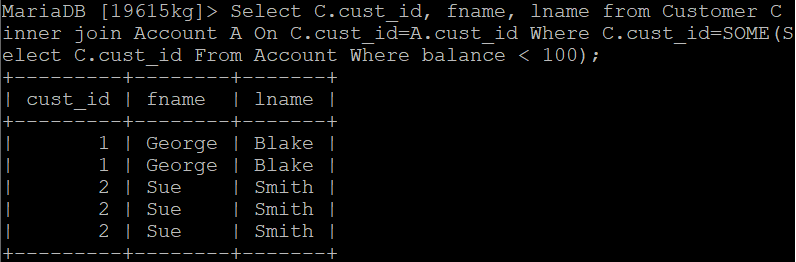 MariaDB [19615kg]> Select C.cust_id, fname, lname from Customer C
inner join Account A On C.cust_id=A.cust_id Where C.cust_id=SOME(S
elect C.cust_id From Account Where balance < 100);
+---------+--------+-------+
| cust_id | fname  | lname |
+---------+--------+-------+
|       1 | George | Blake |
|       1 | George | Blake |
|       2 | Sue    | Smith |
|       2 | Sue    | Smith |
|       2 | Sue    | Smith |
+---------+--------+-------+